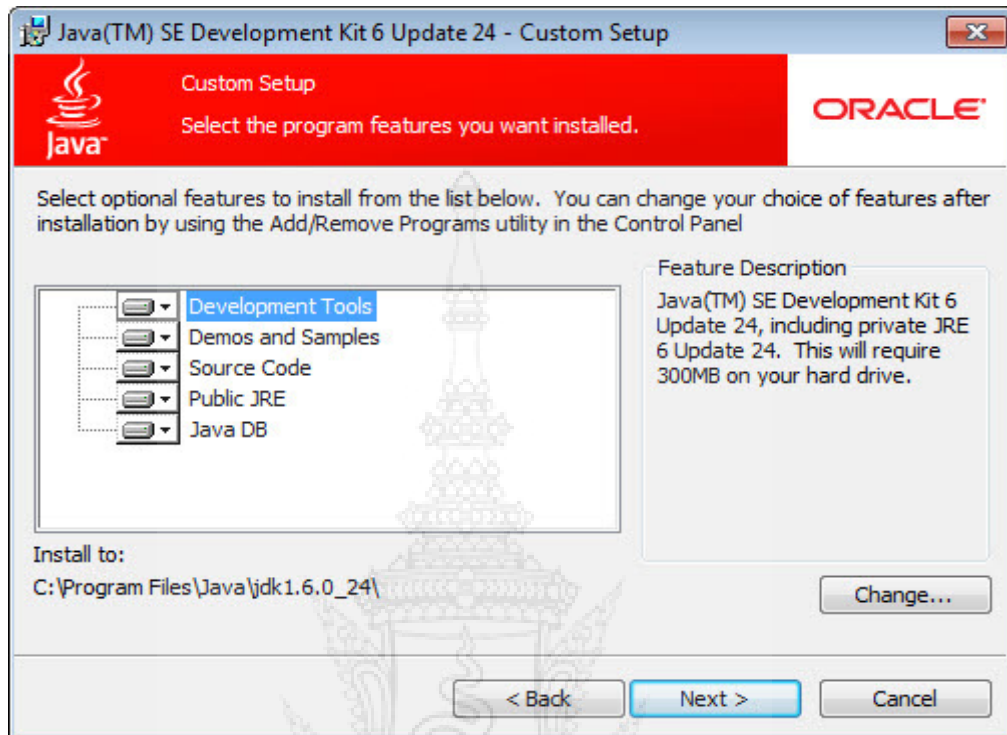 Java(TM) SE Development Kit 6 Update 24 - Custom Setup
Java
Custom Setup
Select the program features you want installed.
ORACLE
Select optional features to install from the list below. You can change your choice of features after
installation by using the Add/Remove Programs utility in the Control Panel
Development Tools
Demos and Samples
Source Code
Public JRE
Java DB
Feature Description
Java(TM) SE Development Kit 6
Update 24, including private JRE
6 Update 24. This will require
300MB on your hard drive.
Install to:
C:\Program Files\Java\jdk1.6.0_24\
Change...
< Back
Next >
Cancel